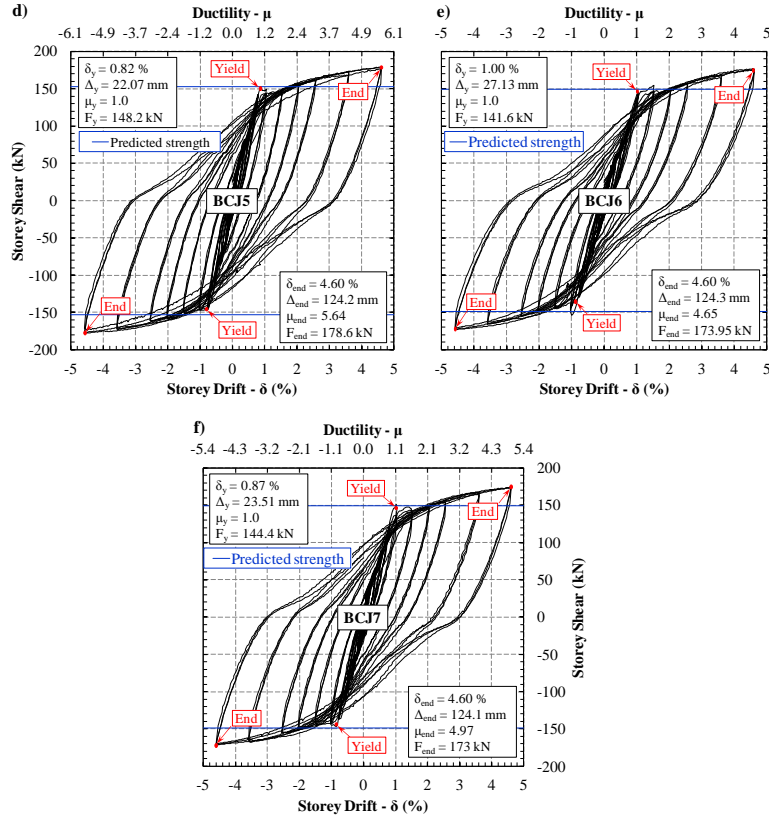 d)
Ductility - μ
-6.1 -4.9 -3.7 -2.4 -1.2 0.0 1.2 2.4 3.7 4.9 6.1
200
150
100
50
0
-50
-100
-150
-200
Storey Shear (kN)
δy = 0.82 %
Δy = 22.07 mm
μy = 1.0
Fy = 148.2 kN
Predicted strength
Yield
End
BCJ5
End
Yield
δend = 4.60 %
Δend = 124.2 mm
μend = 5.64
Fend = 178.6 kN
-5 -4 -3 -2 -1 0 1 2 3 4 5
Storey Drift - δ (%)
e)
Ductility - μ
-5 -4 -3 -2 -1 0 1 2 3 4 5
δy = 1.00 %
Δy = 27.13 mm
μy = 1.0
Fy = 141.6 kN
Predicted strength
Yield
End
BCJ6
End
Yield
δend = 4.60 %
Δend = 124.3 mm
μend = 4.65
Fend = 173.95 kN
200
150
100
50
0
-50
-100
-150
-200
-5 -4 -3 -2 -1 0 1 2 3 4 5
Storey Drift - δ (%)
f)
Ductility - μ
-5.4 -4.3 -3.2 -2.1 -1.1 0.0 1.1 2.1 3.2 4.3 5.4
δy = 0.87 %
Δy = 23.51 mm
μy = 1.0
Fy = 144.4 kN
Predicted strength
Yield
End
BCJ7
End
Yield
δend = 4.60 %
Δend = 124.1 mm
μend = 4.97
Fend = 173 kN
200
150
100
50
0
-50
-100
-150
-200
Storey Shear (kN)
-5 -4 -3 -2 -1 0 1 2 3 4 5
Storey Drift - δ (%)